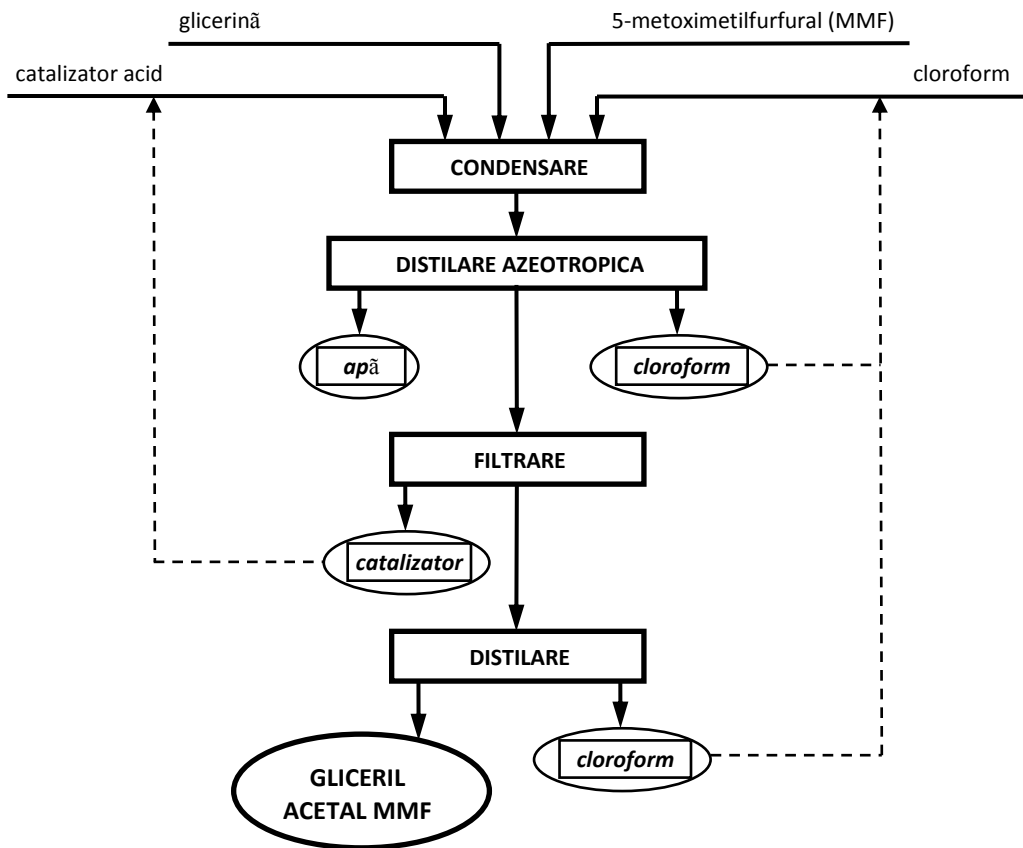 glicerinã
5-metoximetilfurfural (MMF)
catalizator acid
cloroform
CONDENSARE
DISTILARE AZEOTROPICA
apã
cloroform
FILTRARE
catalizator
DISTILARE
GLICERIL
ACETAL MMF
cloroform